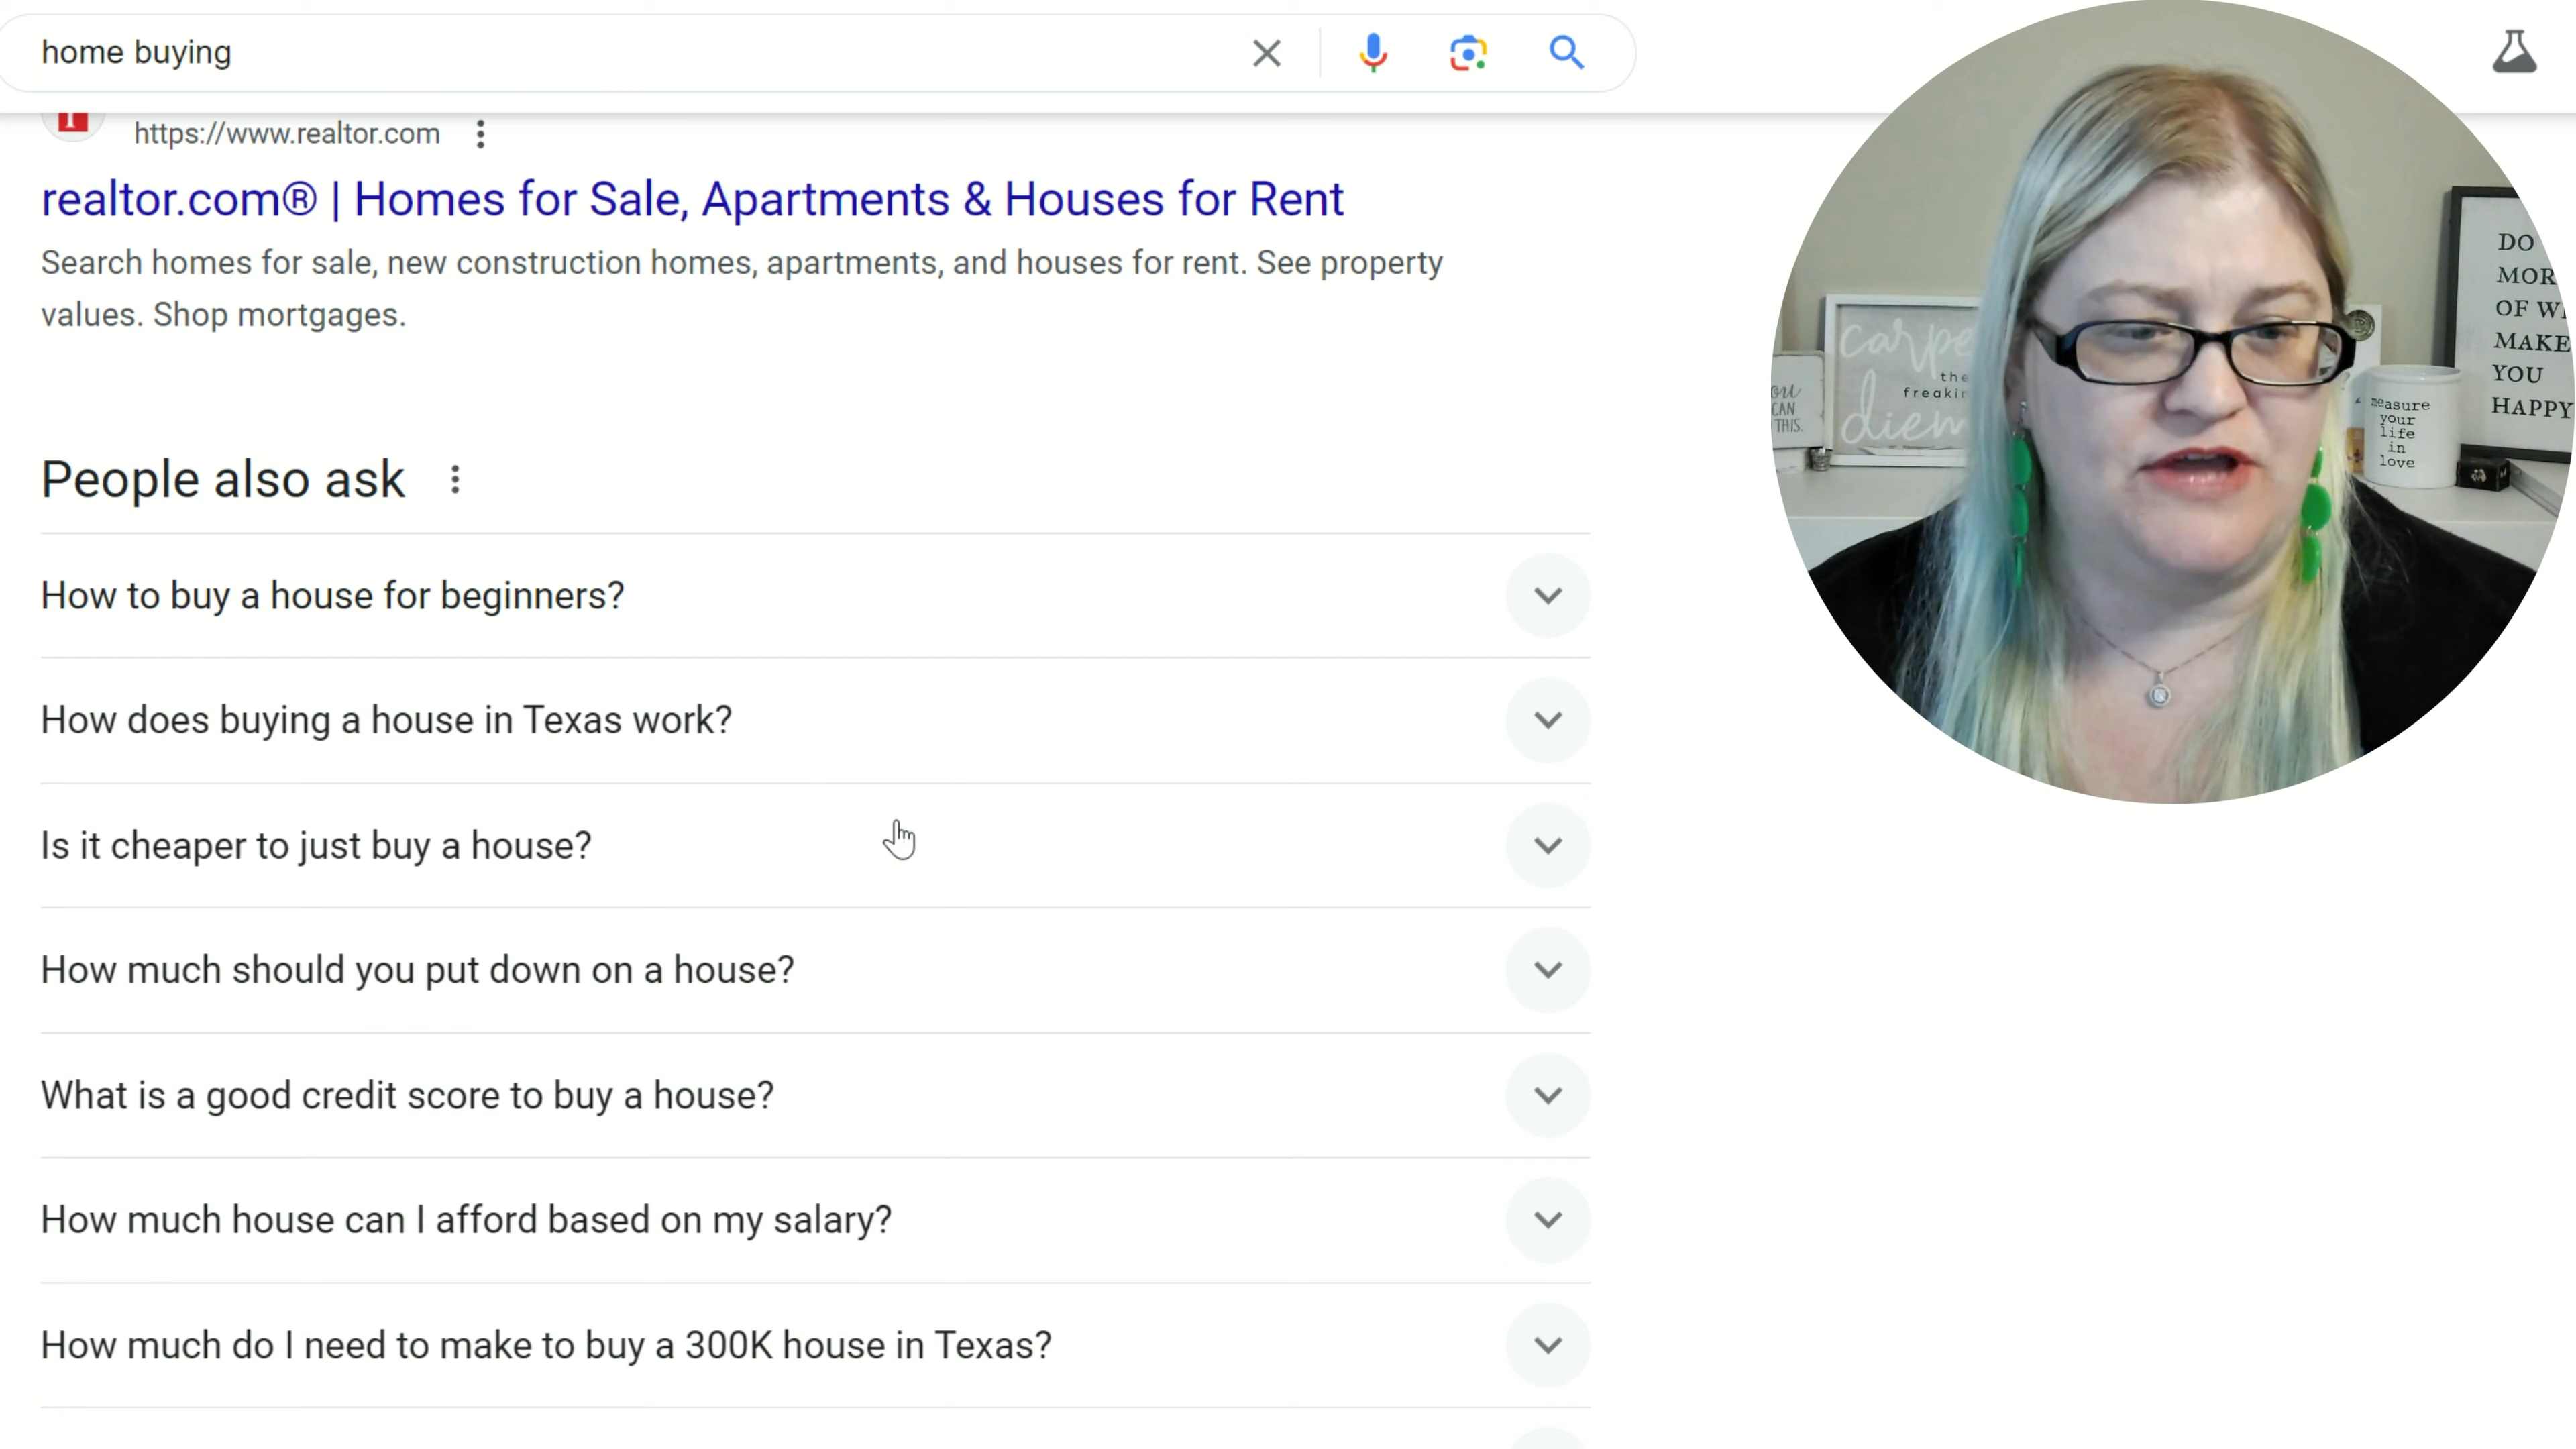 home buying
https://www.realtor.com
realtor.com® | Homes for Sale, Apartments & Houses for Rent
Search homes for sale, new construction homes, apartments, and houses for rent. See property
values. Shop mortgages.
People also ask
How to buy a house for beginners?
How does buying a house in Texas work?
Is it cheaper to just buy a house?
How much should you put down on a house?
What is a good credit score to buy a house?
How much house can I afford based on my salary?
How much do I need to make to buy a 300K house in Texas?
CAN
THIS.
carpe
the
diem
measure
your
life
in
love
DO
OF
MAKE
YOU
HAPPY